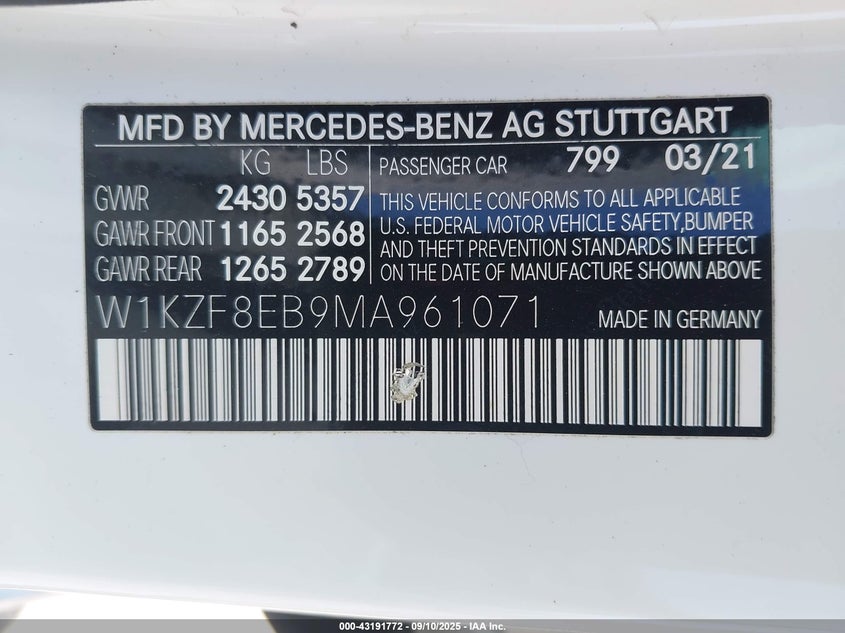 MFD BY MERCEDES-BENZ AG STUTTGART
KG LBS
GVWR 2430 5357
GAWR FRONT 1165 2568
GAWR REAR 1265 2789
PASSENGER CAR 799 03/21
THIS VEHICLE CONFORMS TO ALL APPLICABLE
U.S. FEDERAL MOTOR VEHICLE SAFETY,BUMPER
AND THEFT PREVENTION STANDARDS IN EFFECT
ON THE DATE OF MANUFACTURE SHOWN ABOVE
W1KZF8EB9MA961071 MADE IN GERMANY
000-43191772 — 09/10/2025 — IAA Inc.